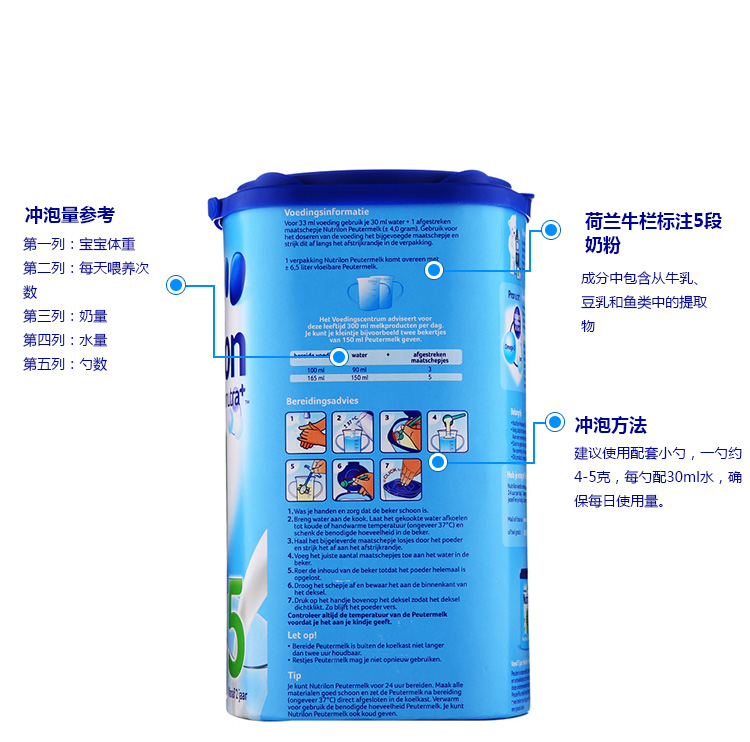 冲泡量参考
第一列：宝宝体重
第二列：每天喂养次
数
第三列：奶量
第四列：水量
第五列：勺数
荷兰牛栏标注5段
奶粉
成分中包含从牛乳、
豆乳和鱼类中的提取
物
冲泡方法
建议使用配套小勺，一勺约
4-5克，每勺配30ml水，确
保每日使用量。
Voedingsinformatie
Voor 33 ml voeding gebruik je 30 ml water + 1 afgestreken
maatschepje Nutrilon Peutermelk (± 4,0 gram). Gebruik voor
het doseren van de voeding het bijgevoegde maatschepje en
strijk dit af langs het afstrijkrandje in de verpakking.
1 verpakking Nutrilon Peutermelk komt overeen met
± 6,5 liter vloeibare Peutermelk.
Het Voedingscentrum adviseert voor
deze leeftijd 300 ml melkproducten per dag.
Je kunt je kleintje bijvoorbeeld twee bekertjes
van 150 ml Peutermelk geven.
water + afgestreken
maatschepjes
100 ml 90 ml 3
165 ml 150 ml 5
Bereidingsadvies
1 2 3 4
5 6 7
1. Was je handen en zorg dat de beker schoon is.
2. Breng water aan de kook. Laat het gekookte water afkoelen
tot koude of handwarme temperatuur (ongeveer 37°C) en
schenk de benodigde hoeveelheid in de beker.
3. Haal het bijgeleverde maatschepje losjes door het poeder
en strijk het af aan het afstrijkrandje.
4. Voeg het juiste aantal maatschepjes toe aan het water in de
beker.
5. Roer de inhoud van de beker totdat het poeder helemaal is
opgelost.
6. Droog het schepje af en bewaar het aan de binnenkant van
het deksel.
7. Druk op het handje bovenop het deksel zodat het deksel
dichtklikt. Zo blijft het poeder vers.
Controleer altijd de temperatuur van de Peutermelk
voordat je het aan je kindje geeft.
Let op!
• Bereide Peutermelk is buiten de koelkast niet langer
dan twee uur houdbaar.
• Restjes Peutermelk mag je niet opnieuw gebruiken.
Tip
Je kunt Nutrilon Peutermelk voor 24 uur bereiden. Maak alle
materialen goed schoon en zet de Peutermelk na bereiding
(ongeveer 37°C) direct afgesloten in de koelkast. Verwarm
voor gebruik de benodigde hoeveelheid Peutermelk. Je kunt
Nutrilon Peutermelk ook koud geven.
on
nutra+
5